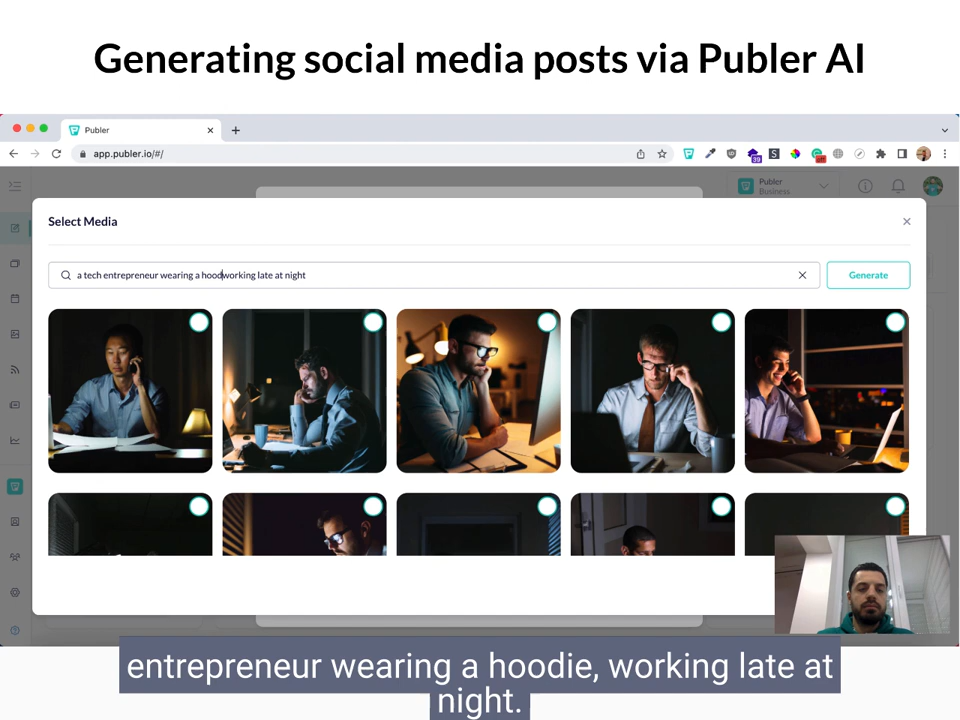 Generating social media posts via Publer AI
Publer
app.publer.io/#/
39
Publer
Business
Select Media
a tech entrepreneur wearing a hoodworking late at night
Generate
entrepreneur wearing a hoodie, working late at
night.